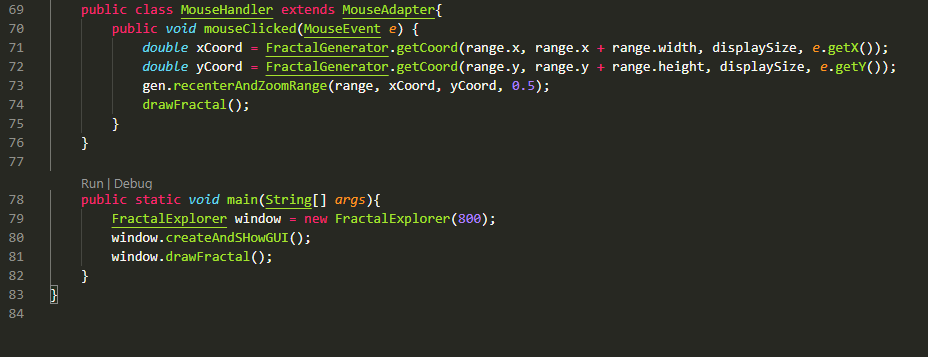 69 public class MouseHandler extends MouseAdapter{
70 public void mouseClicked(MouseEvent e) {
71 double xCoord = FractalGenerator.getCoord(range.x, range.x + range.width, displaySize, e.getX());
72 double yCoord = FractalGenerator.getCoord(range.y, range.y + range.height, displaySize, e.getY());
73 gen.recenterAndZoomRange(range, xCoord, yCoord, 0.5);
74 drawFractal();
75 }
76 }
77
Run | Debug
78 public static void main(String[] args){
79 FractalExplorer window = new FractalExplorer(800);
80 window.createAndSHowGUI();
81 window.drawFractal();
82 }
83 }
84